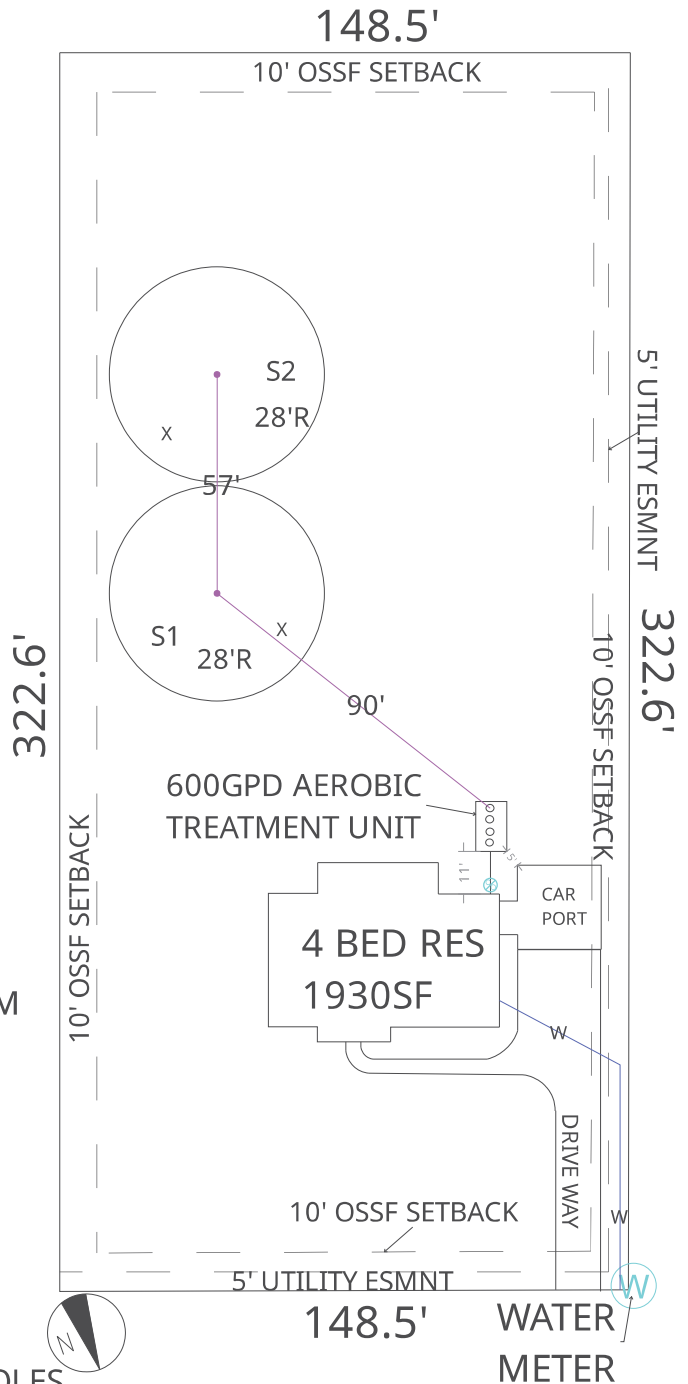 148.5'
10' OSSF SETBACK
5' UTILITY ESMNT
S2
28'R
X
57'
S1
28'R
X
322.6'
322.6'
10' OSSF SETBACK
90'
600GPD AEROBIC
TREATMENT UNIT
5'
11'
10' OSSF SETBACK
CAR
PORT
4 BED RES
1930SF
M
W
DRIVE WAY
10' OSSF SETBACK
W
5' UTILITY ESMNT
W
148.5'
WATER
METER
N
OLES